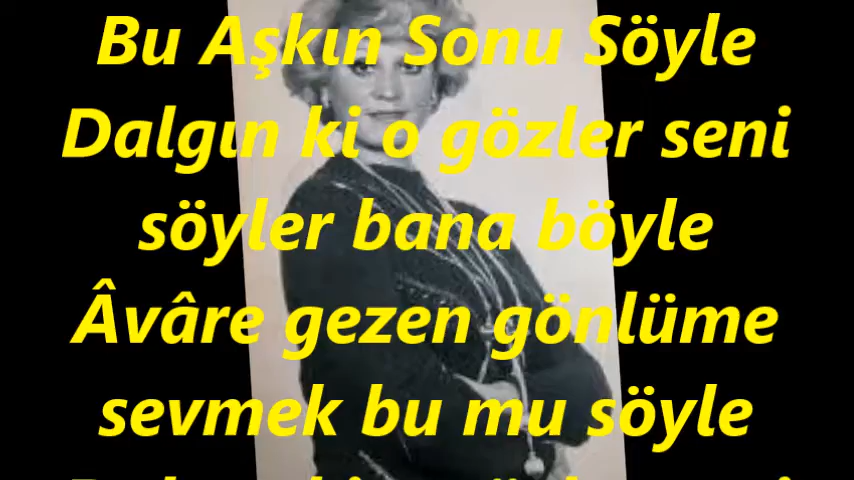 Bu Aşkın Sonu Söyle
Dalgın ki o gözler seni
söyler bana böyle
Âvâre gezen gönlüme
sevmek bu mu söyle